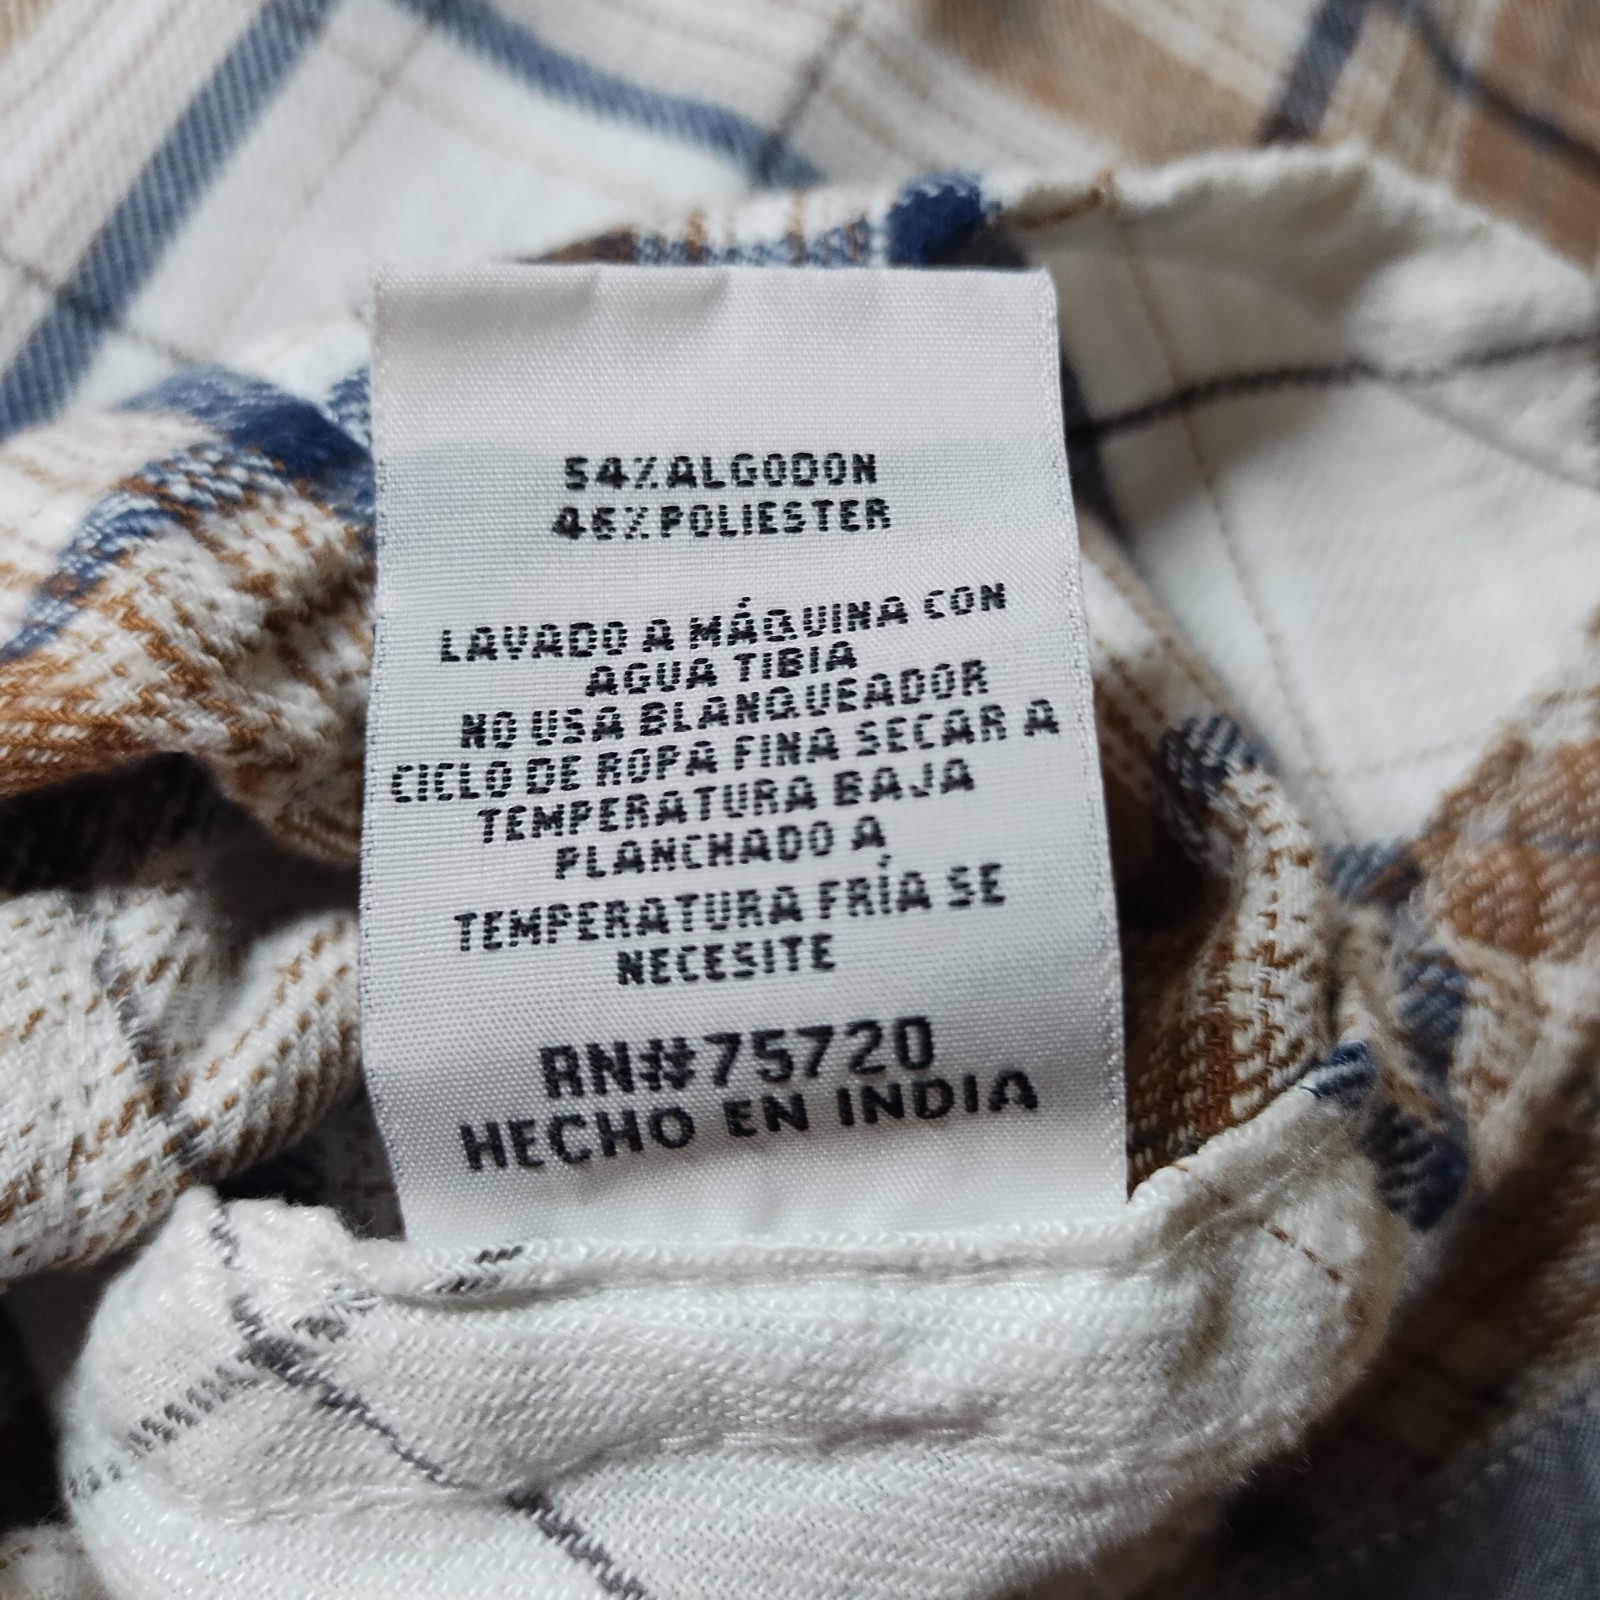 54%ALGODON
46%POLIESTER
LAVADO A MÁQUINA CON
AGUA TIBIA
NO USA BLANQUEADOR
CICLO DE ROPA FINA SECAR A
TEMPERATURA BAJA
PLANCHADO A
TEMPERATURA FRÍA SE
NECESITE
RN#75720
HECHO EN INDIA